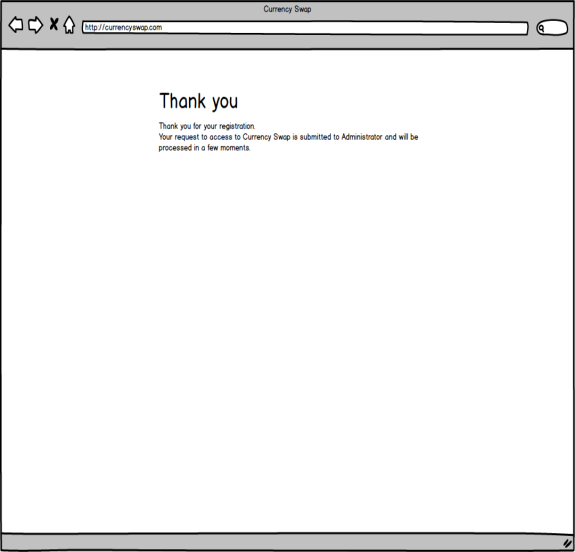 Currency Swap
http://currencyswap.com
Thank you
Thank you for your registration.
Your request to access to Currency Swap is submitted to Administrator and will be
processed in a few moments.